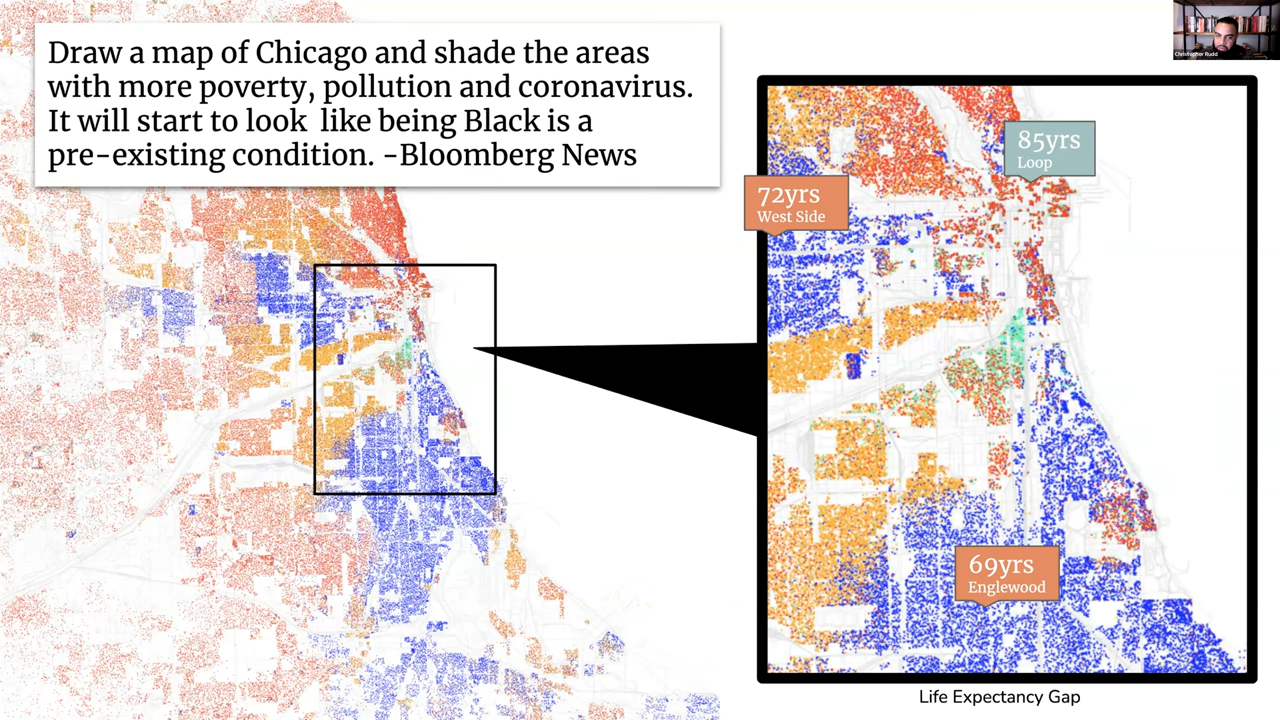 Draw a map of Chicago and shade the areas
with more poverty, pollution and coronavirus.
It will start to look like being Black is a
pre-existing condition. -Bloomberg News
Christopher Rudd
85yrs
Loop
72yrs
West Side
69yrs
Englewood
Life Expectancy Gap